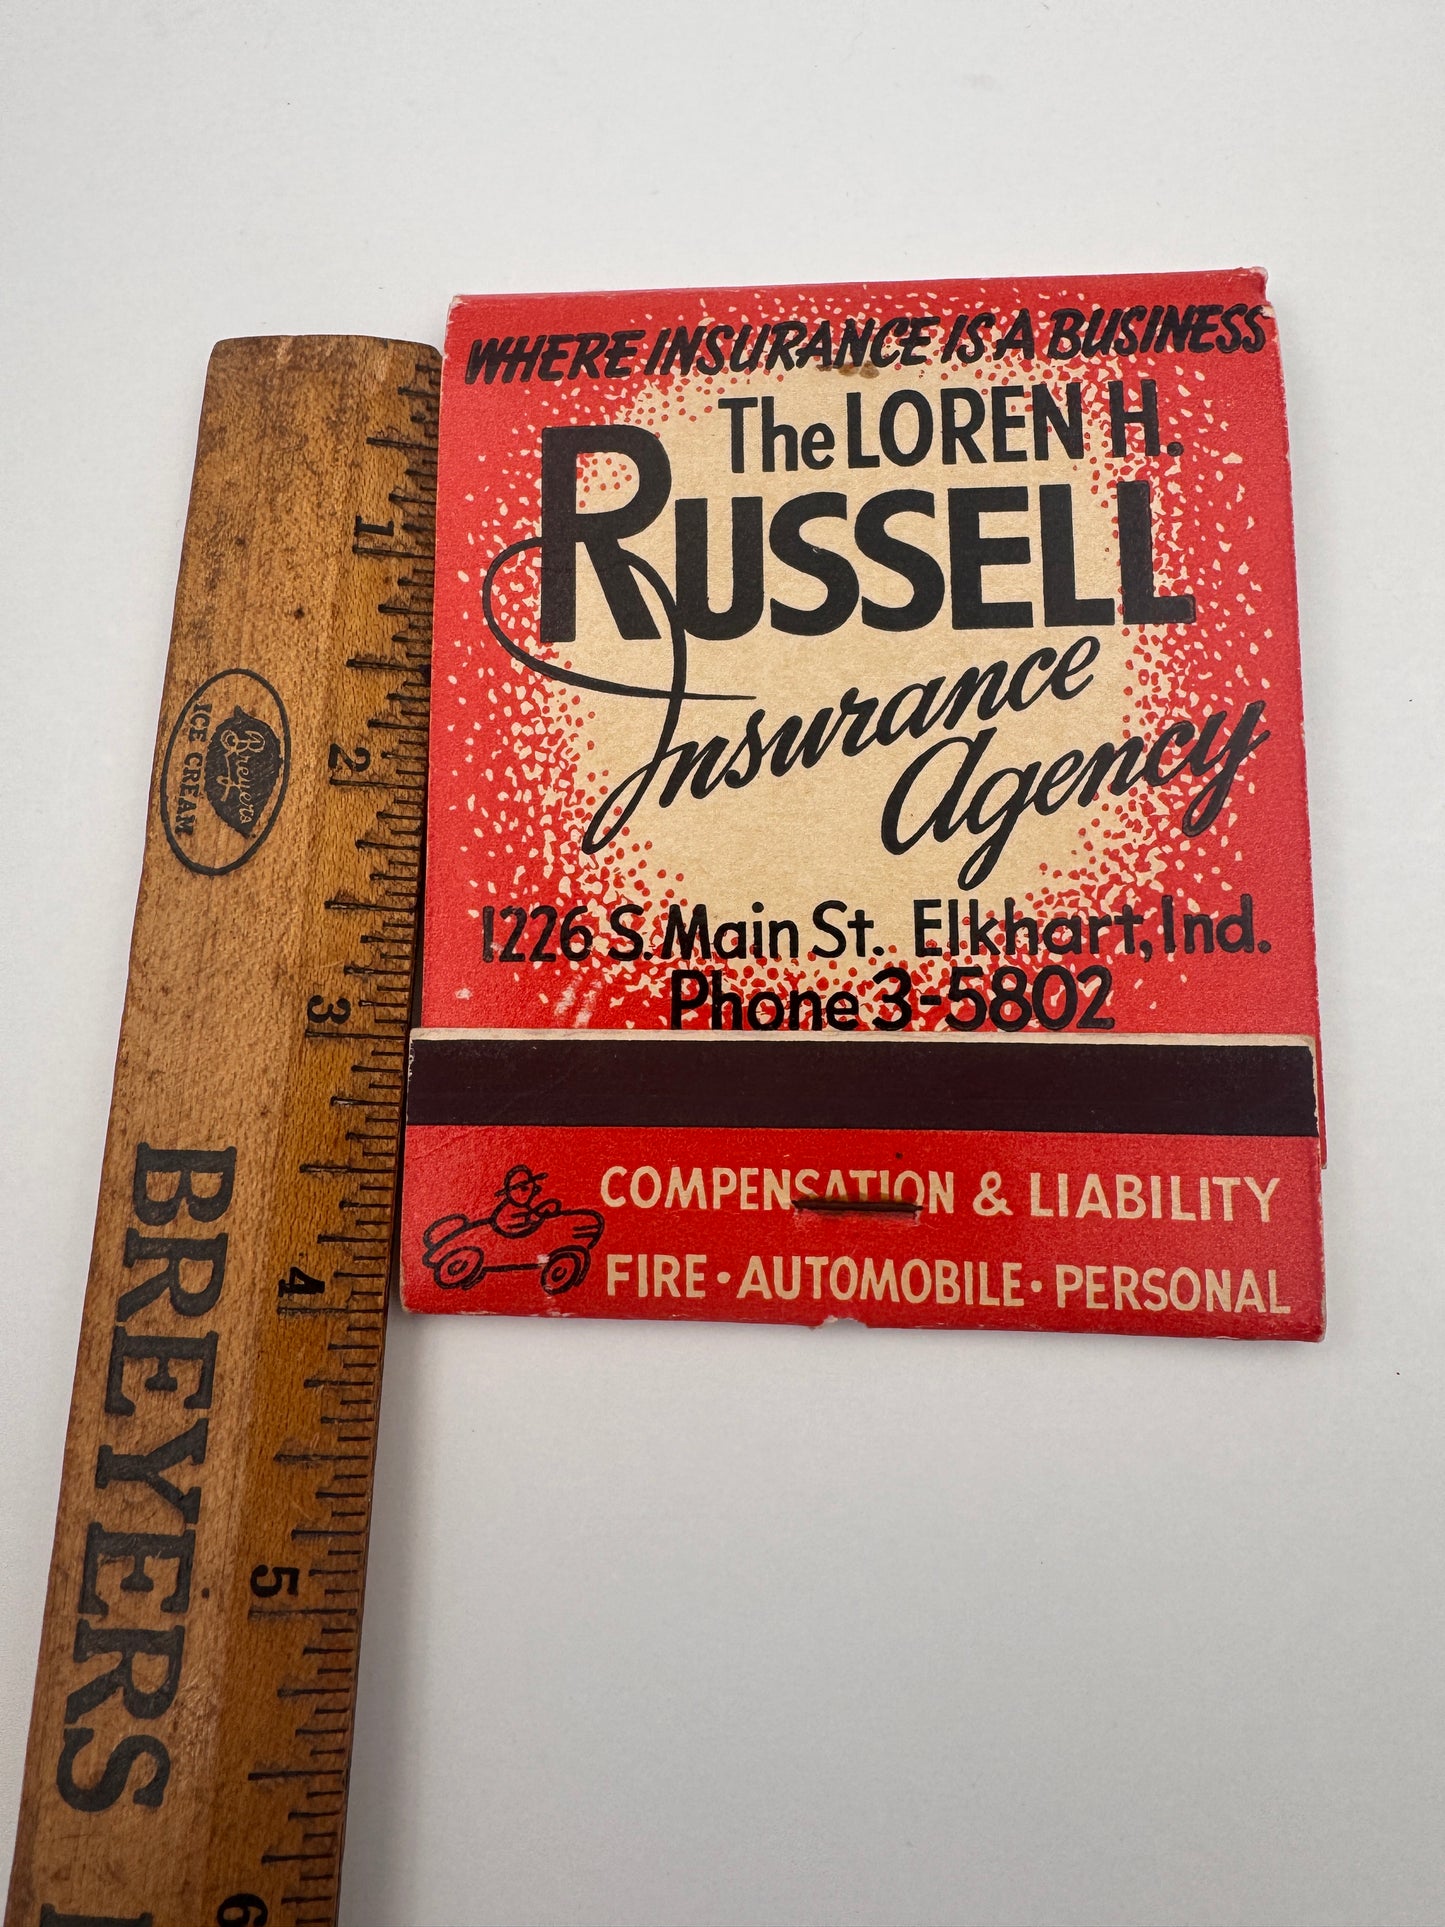 WHERE INSURANCE IS A BUSINESS
The LOREN H.
RUSSELL
Insurance
Agency
1226 S. Main St. Elkhart, Ind.
Phone 3-5802
COMPENSATION & LIABILITY
FIRE • AUTOMOBILE • PERSONAL
1
2
3
4
5
6
Breyers
ICE CREAM
BREYERS